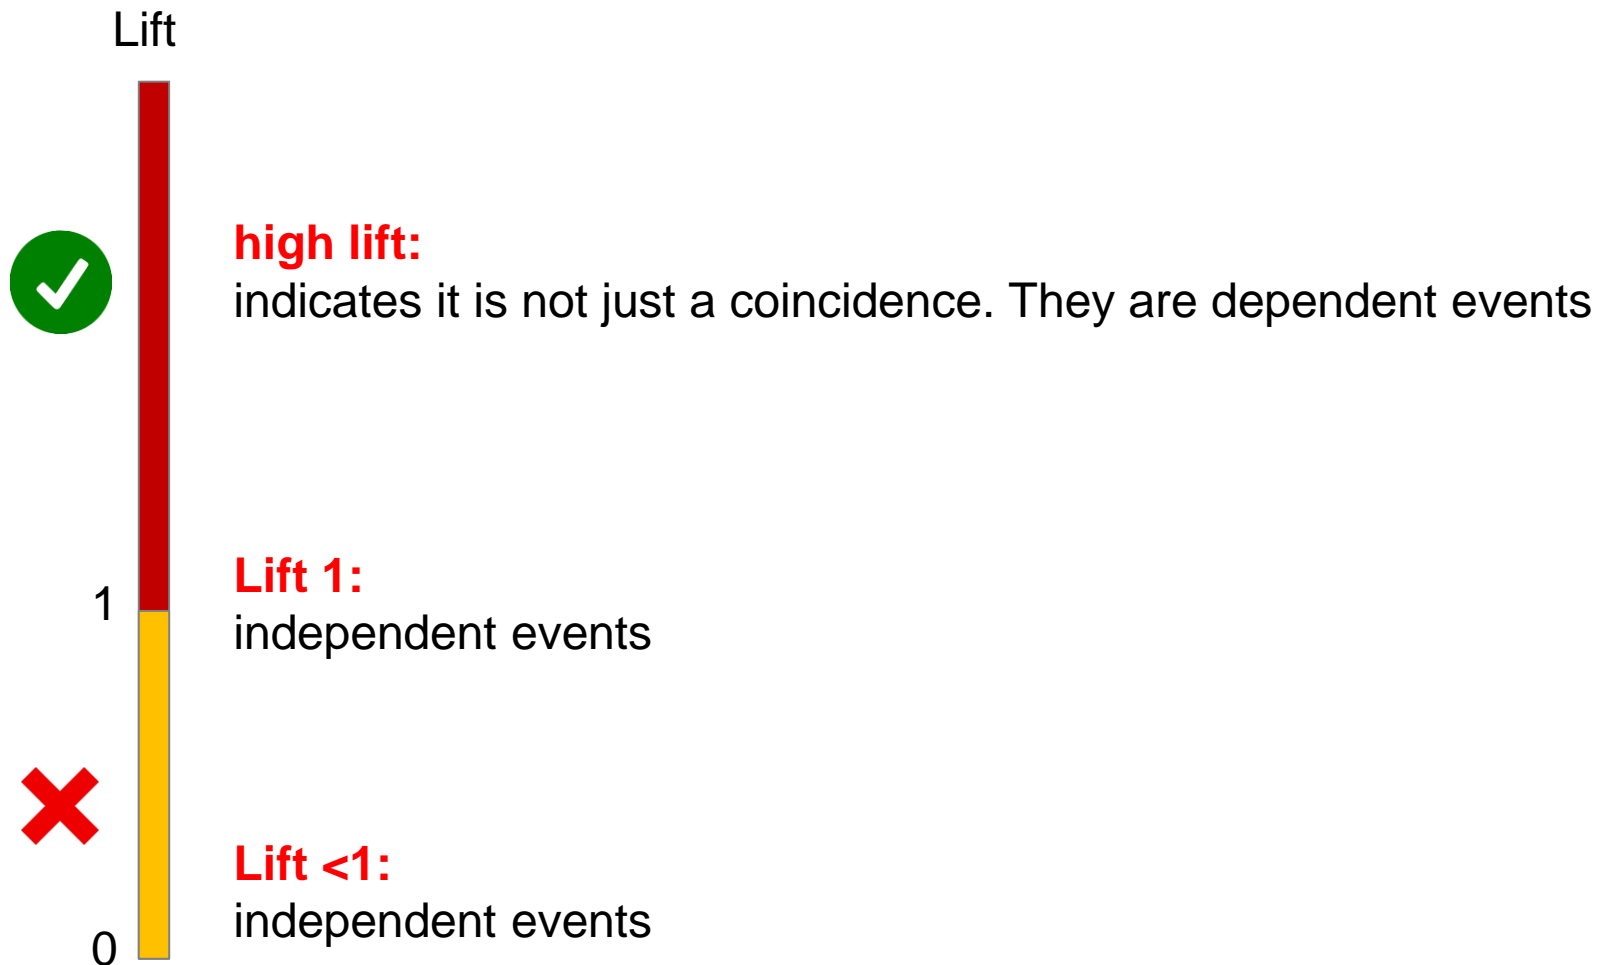 Lift
high lift:
indicates it is not just a coincidence. They are dependent events
Lift 1:
1
independent events
Lift <1:
independent events
0